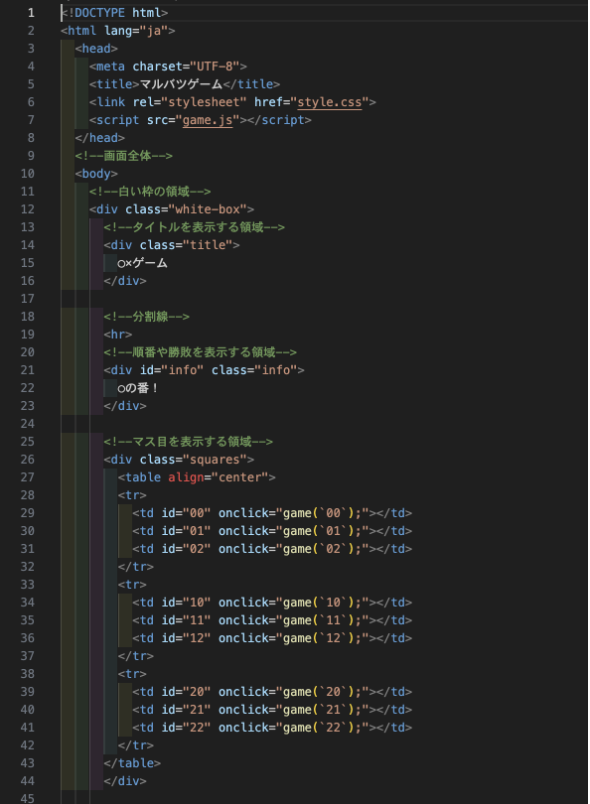 1 <!DOCTYPE html>
2 <html lang="ja">
3 <head>
4 <meta charset="UTF-8">
5 <title>マルバツゲーム</title>
6 <link rel="stylesheet" href="style.css">
7 <script src="game.js"></script>
8 </head>
9 <!--画面全体-->
10 <body>
11 <!--白い枠の領域-->
12 <div class="white-box">
13 <!--タイトルを表示する領域-->
14 <div class="title">
15 ○×ゲーム
16 </div>
17
18 <!--分割線-->
19 <hr>
20 <!--順番や勝敗を表示する領域-->
21 <div id="info" class="info">
22 ○の番！
23 </div>
24
25 <!--マス目を表示する領域-->
26 <div class="squares">
27 <table align="center">
28 <tr>
29 <td id="00" onclick="game(`00`);"></td>
30 <td id="01" onclick="game(`01`);"></td>
31 <td id="02" onclick="game(`02`);"></td>
32 </tr>
33 <tr>
34 <td id="10" onclick="game(`10`);"></td>
35 <td id="11" onclick="game(`11`);"></td>
36 <td id="12" onclick="game(`12`);"></td>
37 </tr>
38 <tr>
39 <td id="20" onclick="game(`20`);"></td>
40 <td id="21" onclick="game(`21`);"></td>
41 <td id="22" onclick="game(`22`);"></td>
42 </tr>
43 </table>
44 </div>
45